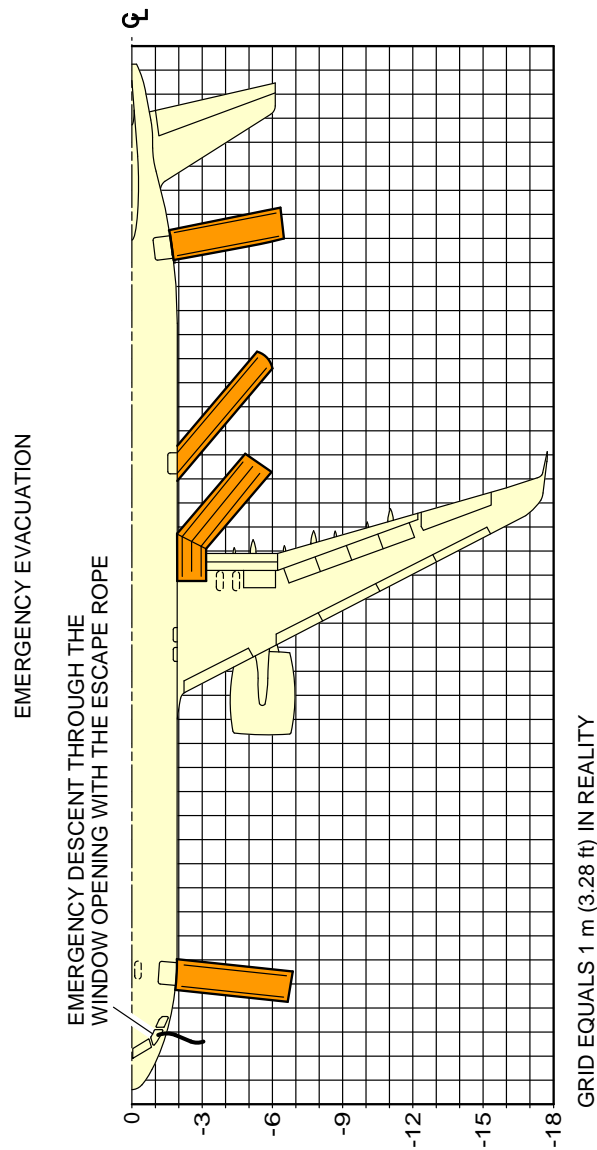 EMERGENCY EVACUATION
EMERGENCY DESCENT THROUGH THE
WINDOW OPENING WITH THE ESCAPE ROPE
℄
0
-3
-6
-9
-12
-15
-18
GRID EQUALS 1 m (3.28 ft) IN REALITY